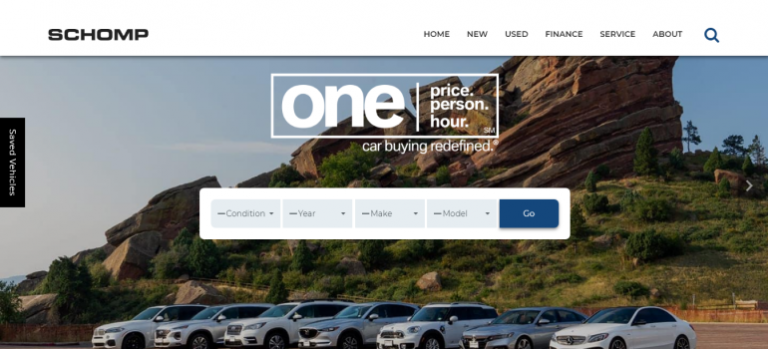 SCHOMP
HOME NEW USED FINANCE SERVICE ABOUT
one price.
person.
hour. SM
car buying redefined.
Saved Vehicles
—Condition —Year —Make —Model Go